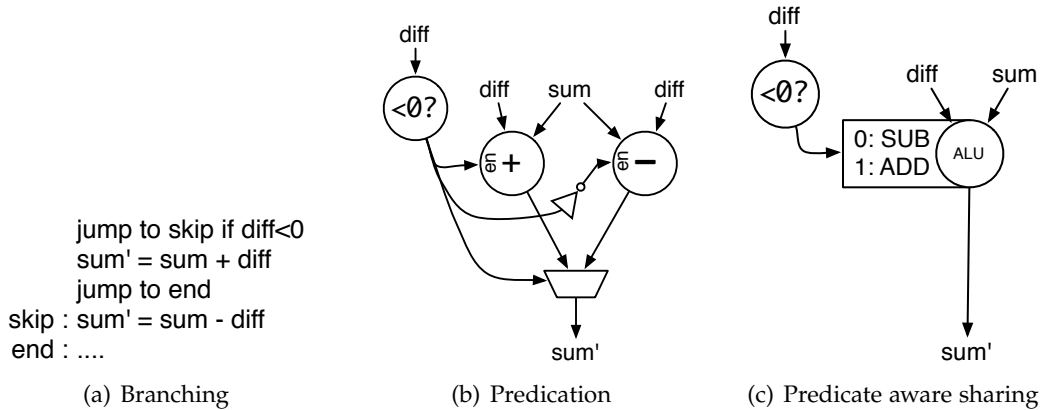 jump to skip if diff<0
sum' = sum + diff
jump to end
skip : sum' = sum - diff
end : ....
(a) Branching
diff
<0?
diff
sum
diff
en
+
en
−
sum'
(b) Predication
diff
<0?
diff
sum
0: SUB
1: ADD
ALU
sum'
(c) Predicate aware sharing